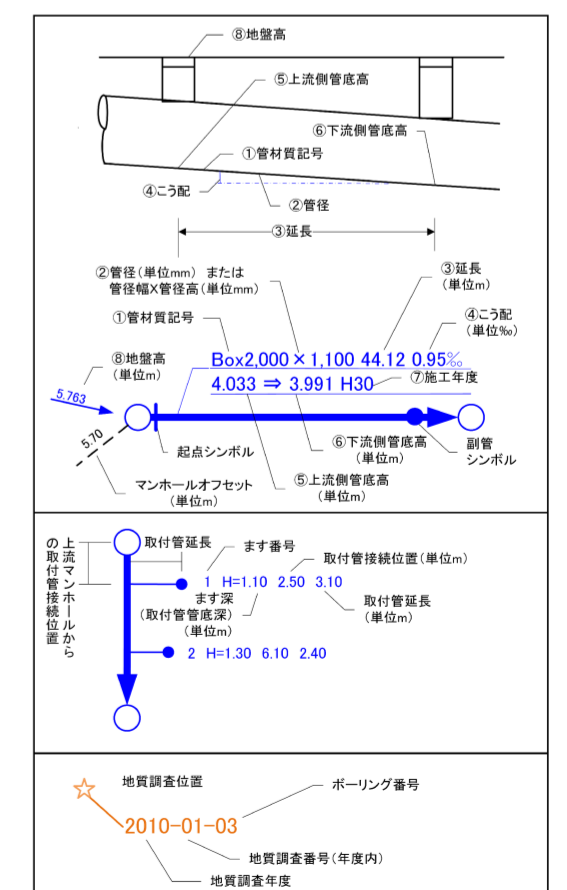 ⑧地盤高
⑤上流側管底高
⑥下流側管底高
①管材質記号
④こう配
②管径
③延長
②管径(単位mm) または
管径幅X管径高(単位mm)
③延長
(単位m)
①管材質記号
④こう配
(単位‰)
⑧地盤高
(単位m)
Box2,000×1,100 44.12 0.95‰
4.033 ⇒ 3.991 H30
⑦施工年度
5.763
5.70
起点シンボル
⑥下流側管底高
(単位m)
副管
シンボル
マンホールオフセット
(単位m)
⑤上流側管底高
(単位m)
上流マンホールから
の取付管接続位置
取付管延長
ます番号
取付管接続位置(単位m)
1 H=1.10 2.50 3.10
ます深
(取付管管底深)
(単位m)
取付管延長
(単位m)
2 H=1.30 6.10 2.40
地質調査位置
ボーリング番号
2010-01-03
地質調査番号(年度内)
地質調査年度